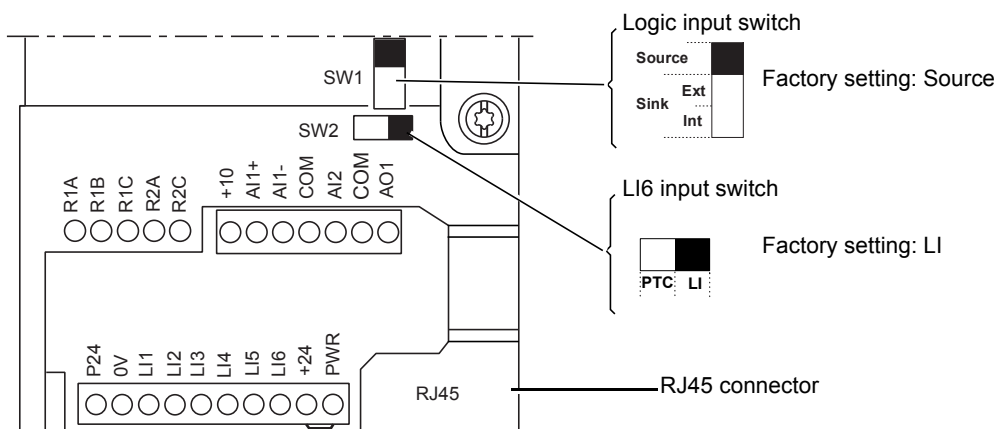 Logic input switch
Source
Sink
Ext
Int
Factory setting: Source
SW1
SW2
LI6 input switch
PTC
LI
Factory setting: LI
R1A
R1B
R1C
R2A
R2C
+10
AI1+
AI1-
COM
AI2
COM
AO1
P24
0V
LI1
LI2
LI3
LI4
LI5
LI6
+24
PWR
RJ45
RJ45 connector